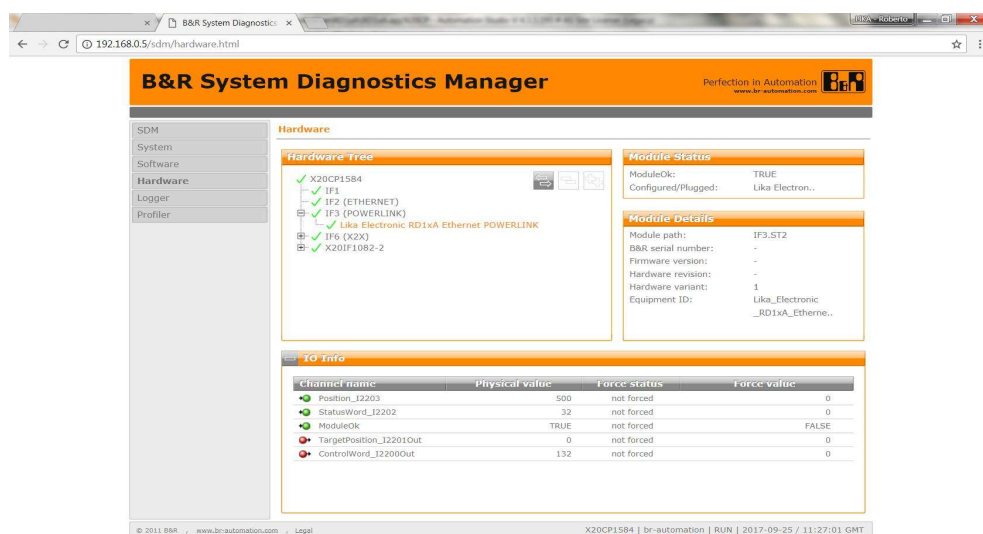 B&R System Diagnostics
LIKA - Roberto
192.168.0.5/sdm/hardware.html
B&R System Diagnostics Manager
Perfection in Automation
www.br-automation.com
B&R
SDM
System
Software
Hardware
Logger
Profiler
Hardware
Hardware Tree
X20CP1584
IF1
IF2 (ETHERNET)
IF3 (POWERLINK)
Lika Electronic RD1xA Ethernet POWERLINK
IF6 (X2X)
X20IF1082-2
Module Status
ModuleOk: TRUE
Configured/Plugged: Lika Electron..
Module Details
Module path: IF3.ST2
B&R serial number: -
Firmware version: -
Hardware revision: -
Hardware variant: 1
Equipment ID: Lika_Electronic
_RD1xA_Etherne..
IO Info
Channel name Physical value Force status Force value
Position_I2203 500 not forced 0
StatusWord_I2202 32 not forced 0
ModuleOk TRUE not forced FALSE
TargetPosition_I2201Out 0 not forced 0
ControlWord_I2200Out 132 not forced 0
© 2011 B&R , www.br-automation.com , Legal
X20CP1584 | br-automation | RUN | 2017-09-25 / 11:27:01 GMT